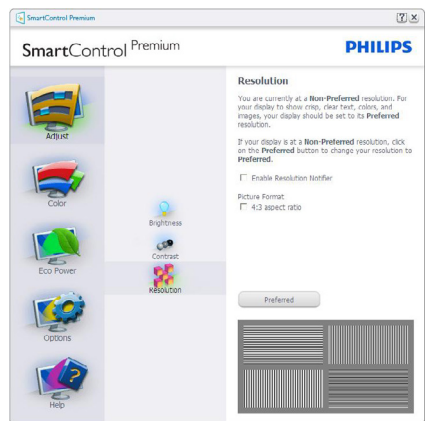 SmartControl Premium
SmartControl Premium
PHILIPS
Adjust
Color
Eco Power
Options
Help
Brightness
Contrast
Resolution
Resolution
You are currently at a Non-Preferred resolution. For
your display to show crisp, clear text, colors, and
images, your display should be set to its Preferred
resolution.
If your display is at a Non-Preferred resolution, click
on the Preferred button to change your resolution to
Preferred.
Enable Resolution Notifier
Picture Format
4:3 aspect ratio
Preferred